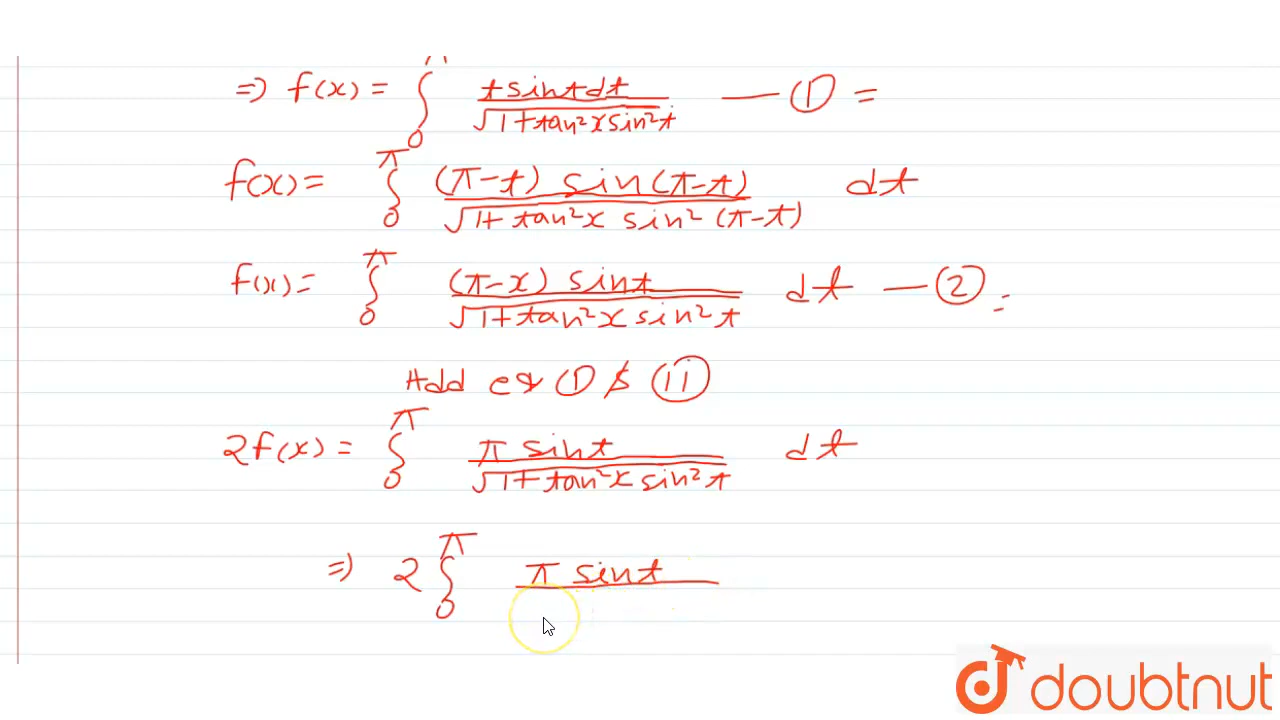 => f(x) = ∫₀^π t sint dt / √1+tan²x sin²t — ① =
f(x) = ∫₀^π (π-t) sin(π-t) / √1+tan²x sin²(π-t) dt
f(x) = ∫₀^π (π-x) sint / √1+tan²x sin²t dt — ② =
Add eq ① & ⑪
2f(x) = ∫₀^π π sint / √1+tan²x sin²t dt
=> 2 ∫₀^π π sint
doubtnut